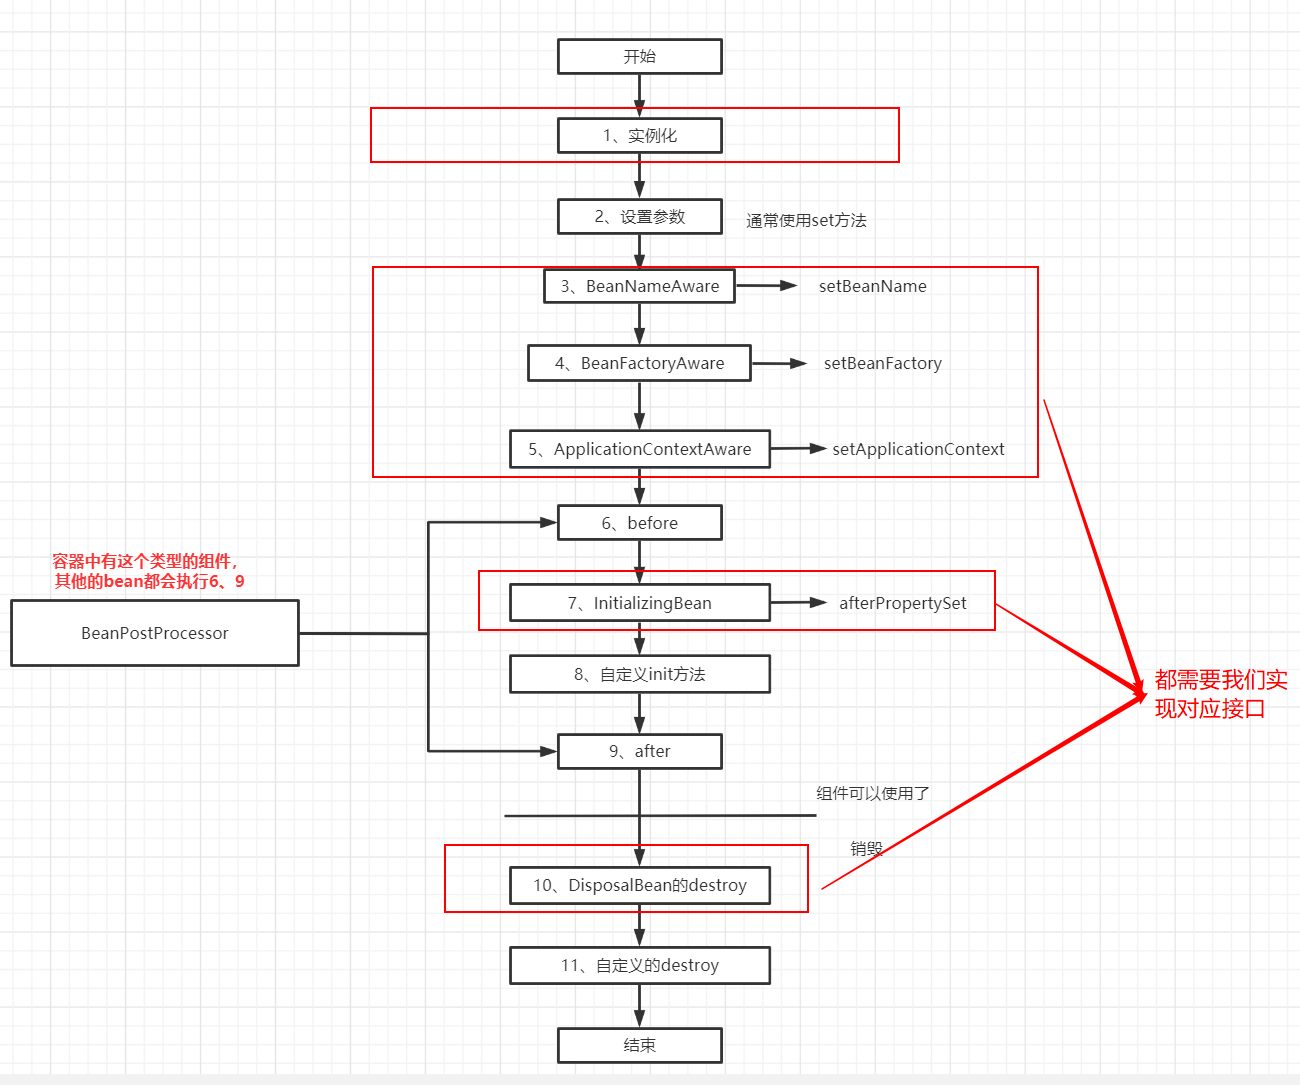 开始
1、实例化
2、设置参数
通常使用set方法
3、BeanNameAware
setBeanName
4、BeanFactoryAware
setBeanFactory
5、ApplicationContextAware
setApplicationContext
6、before
容器中有这个类型的组件，
其他的bean都会执行6、9
BeanPostProcessor
7、InitializingBean
afterPropertySet
8、自定义init方法
都需要我们实
现对应接口
9、after
组件可以使用了
销毁
10、DisposalBean的destroy
11、自定义的destroy
结束